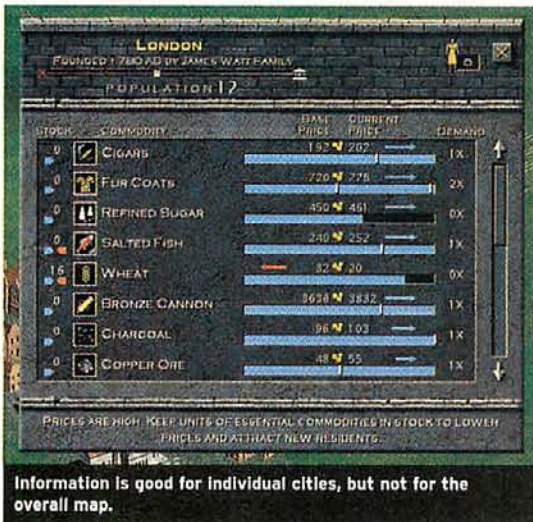 LONDON
FOUNDED 1780 AD BY JAMES WATT FAMILY
POPULATION 12
STOCK COMMODITY BASE PRICE CURRENT PRICE DEMAND
0 CIGARS 192 202 1X
0 FUR COATS 720 778 2X
0 REFINED SUGAR 450 461 0X
0 SALTED FISH 240 252 1X
16 WHEAT 32 20 0X
0 BRONZE CANNON 3832 1X
0 CHARCOAL 96 103 1X
0 COPPER ORE 48 55 1X
PRICES ARE HIGH. KEEP UNITS OF ESSENTIAL COMMODITIES IN STOCK TO LOWER
PRICES AND ATTRACT NEW RESIDENTS.
Information is good for individual cities, but not for the
overall map.